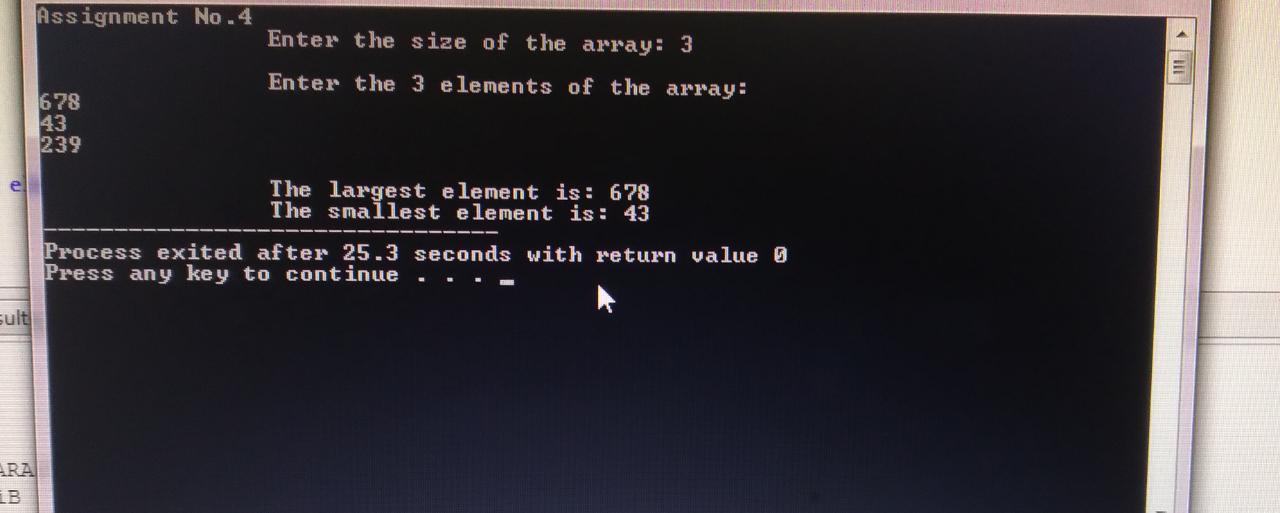 Assignment No.4
Enter the size of the array: 3
Enter the 3 elements of the array:
678
43
239
The largest element is: 678
The smallest element is: 43
--------------------------------
Process exited after 25.3 seconds with return value 0
Press any key to continue . . . _
e
sult
ARA
iB